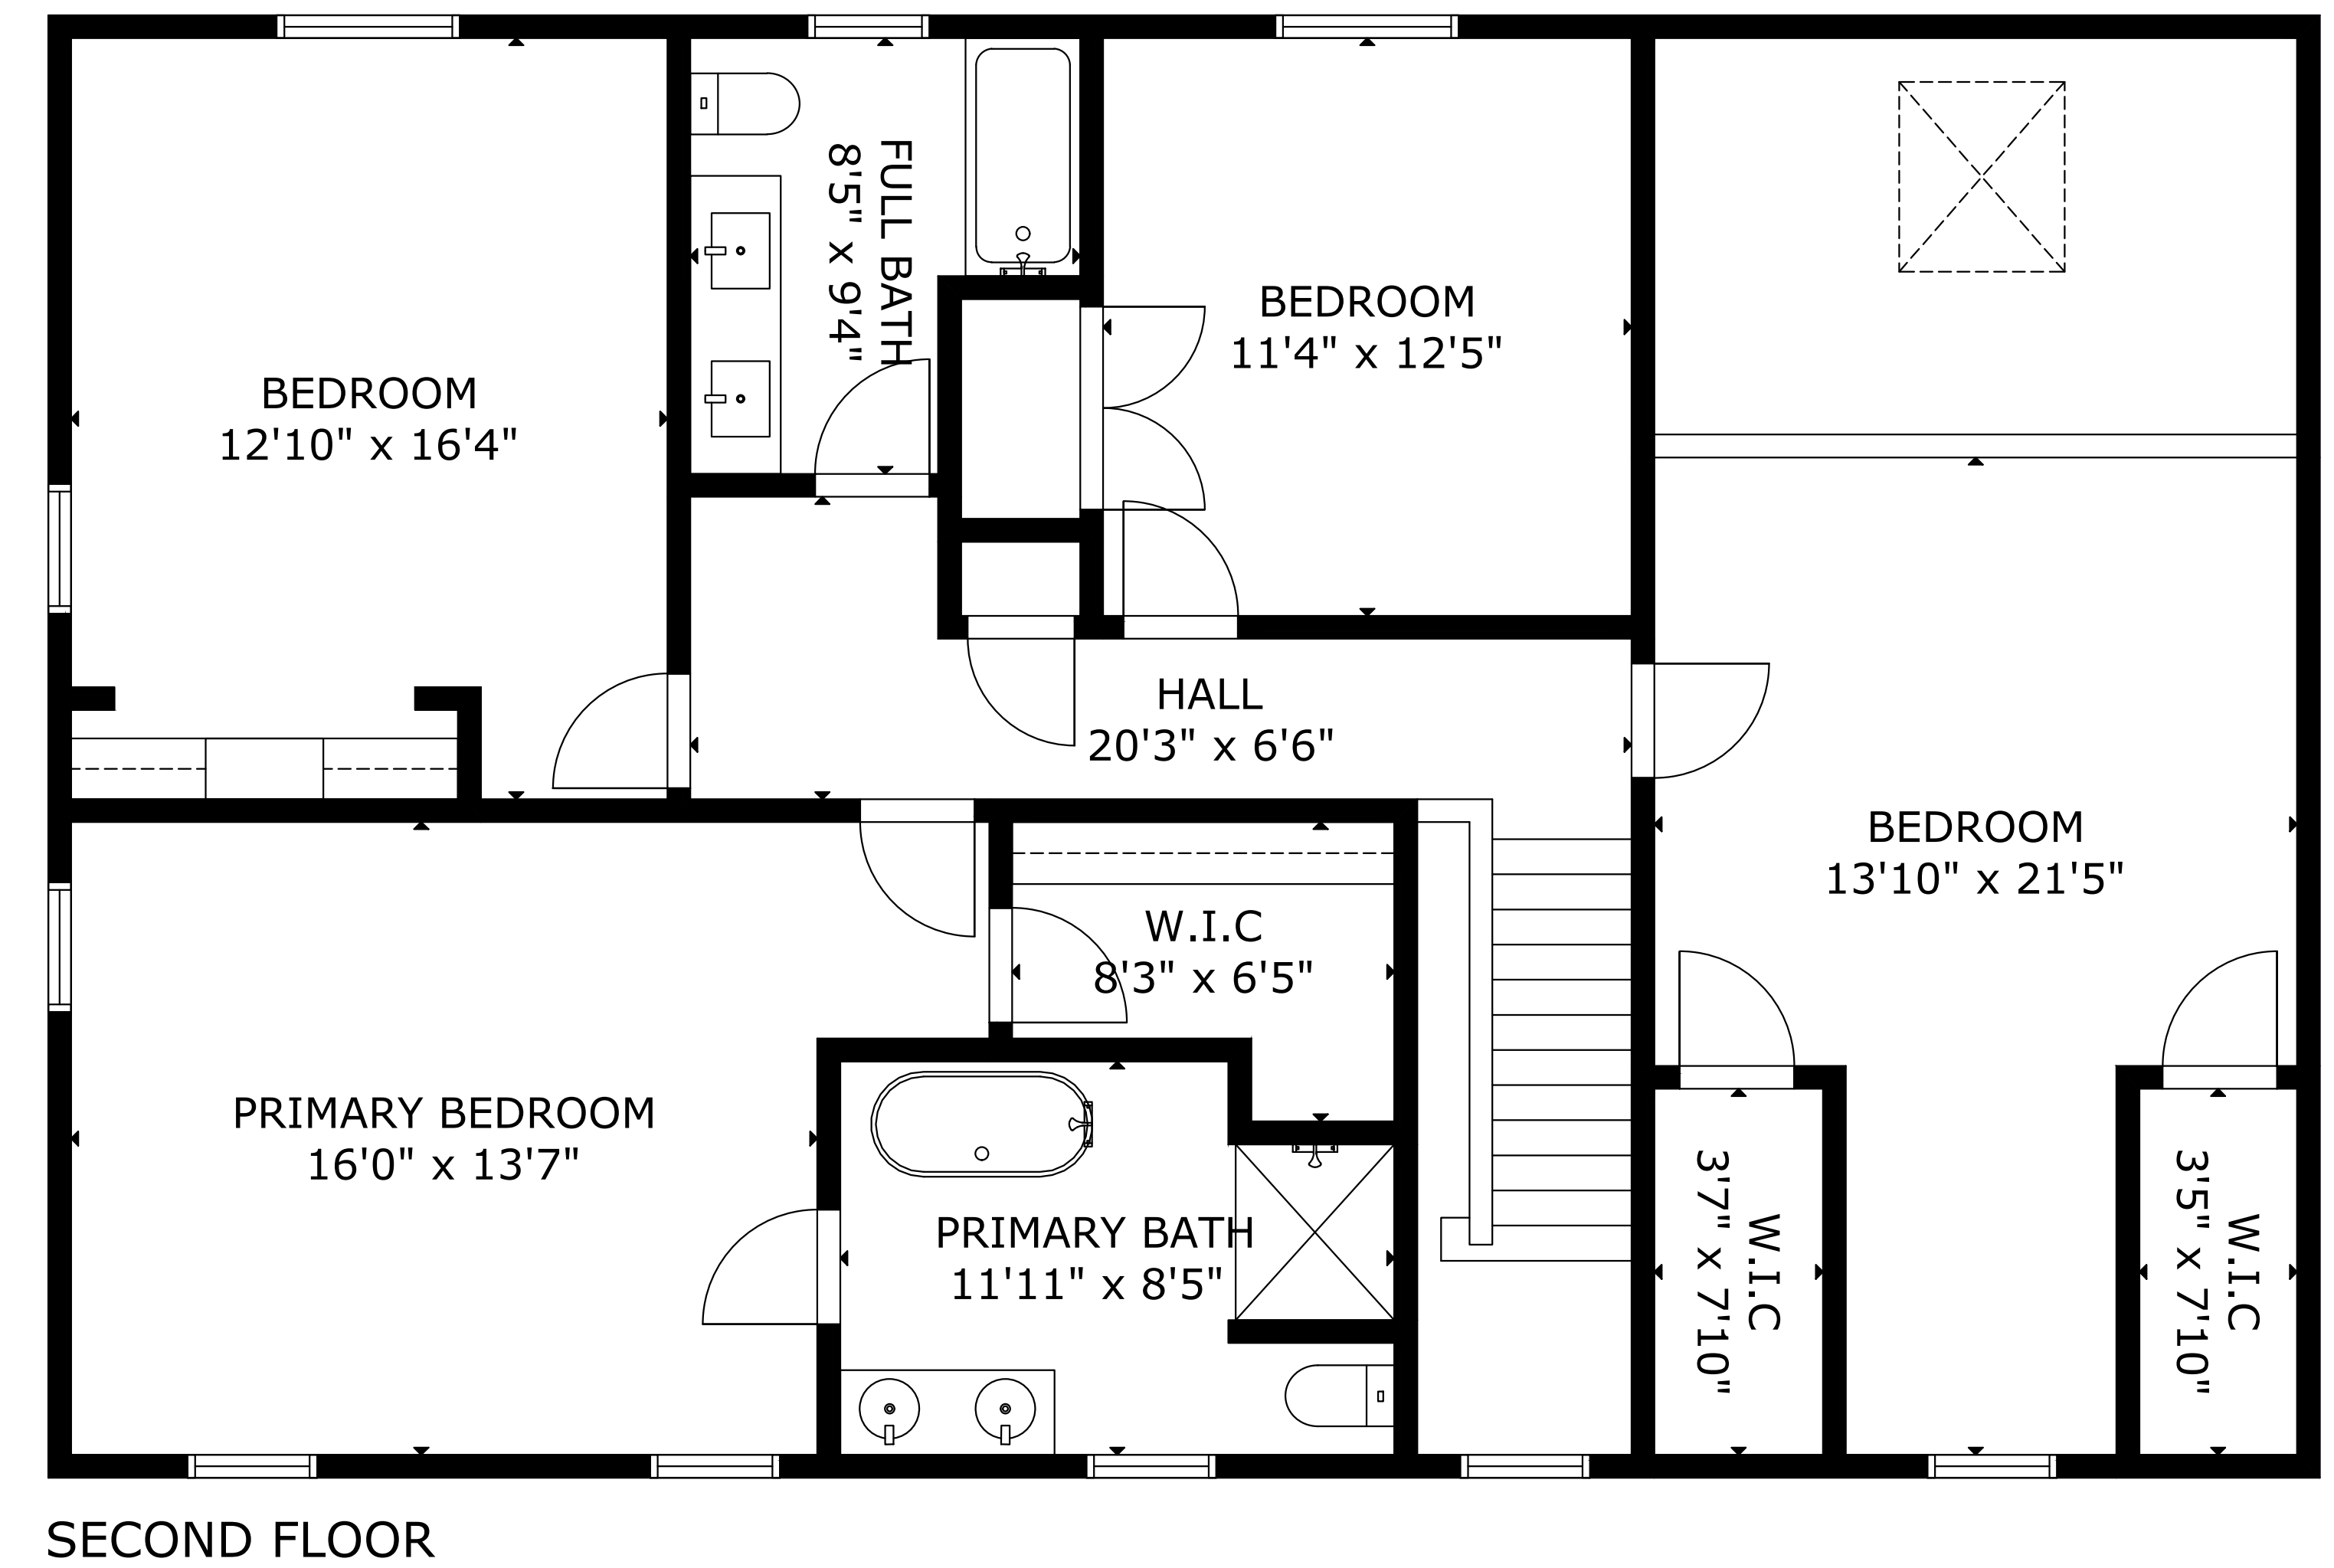 FULL BATH
8'5" x 9'4"
BEDROOM
11'4" x 12'5"
BEDROOM
12'10" x 16'4"
HALL
20'3" x 6'6"
BEDROOM
13'10" x 21'5"
W.I.C
8'3" x 6'5"
PRIMARY BEDROOM
16'0" x 13'7"
PRIMARY BATH
11'11" x 8'5"
W.I.C
3'7" x 7'10"
W.I.C
3'5" x 7'10"
SECOND FLOOR